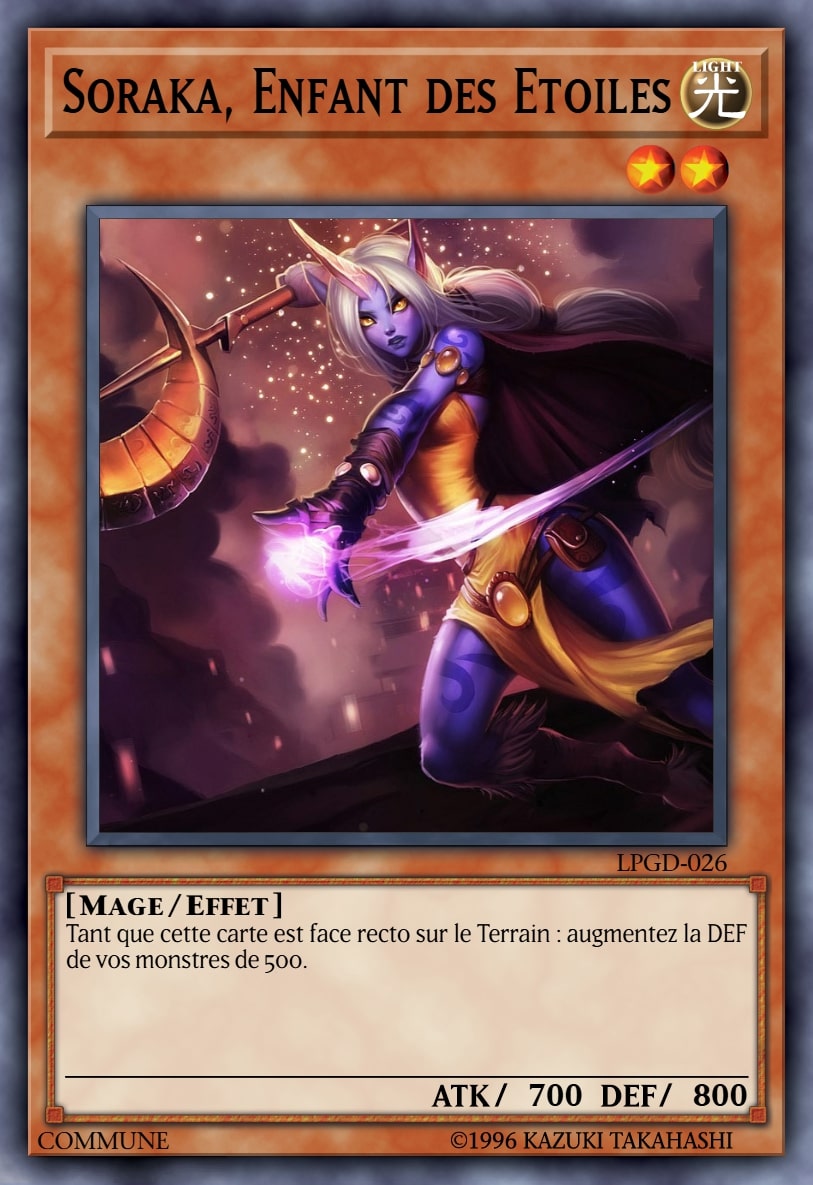 Soraka, Enfant des Etoiles
LIGHT
光
LPGD-026
[Mage/Effet]
Tant que cette carte est face recto sur le Terrain : augmentez la DEF
de vos monstres de 500.
ATK/ 700 DEF/ 800
COMMUNE ©1996 KAZUKI TAKAHASHI